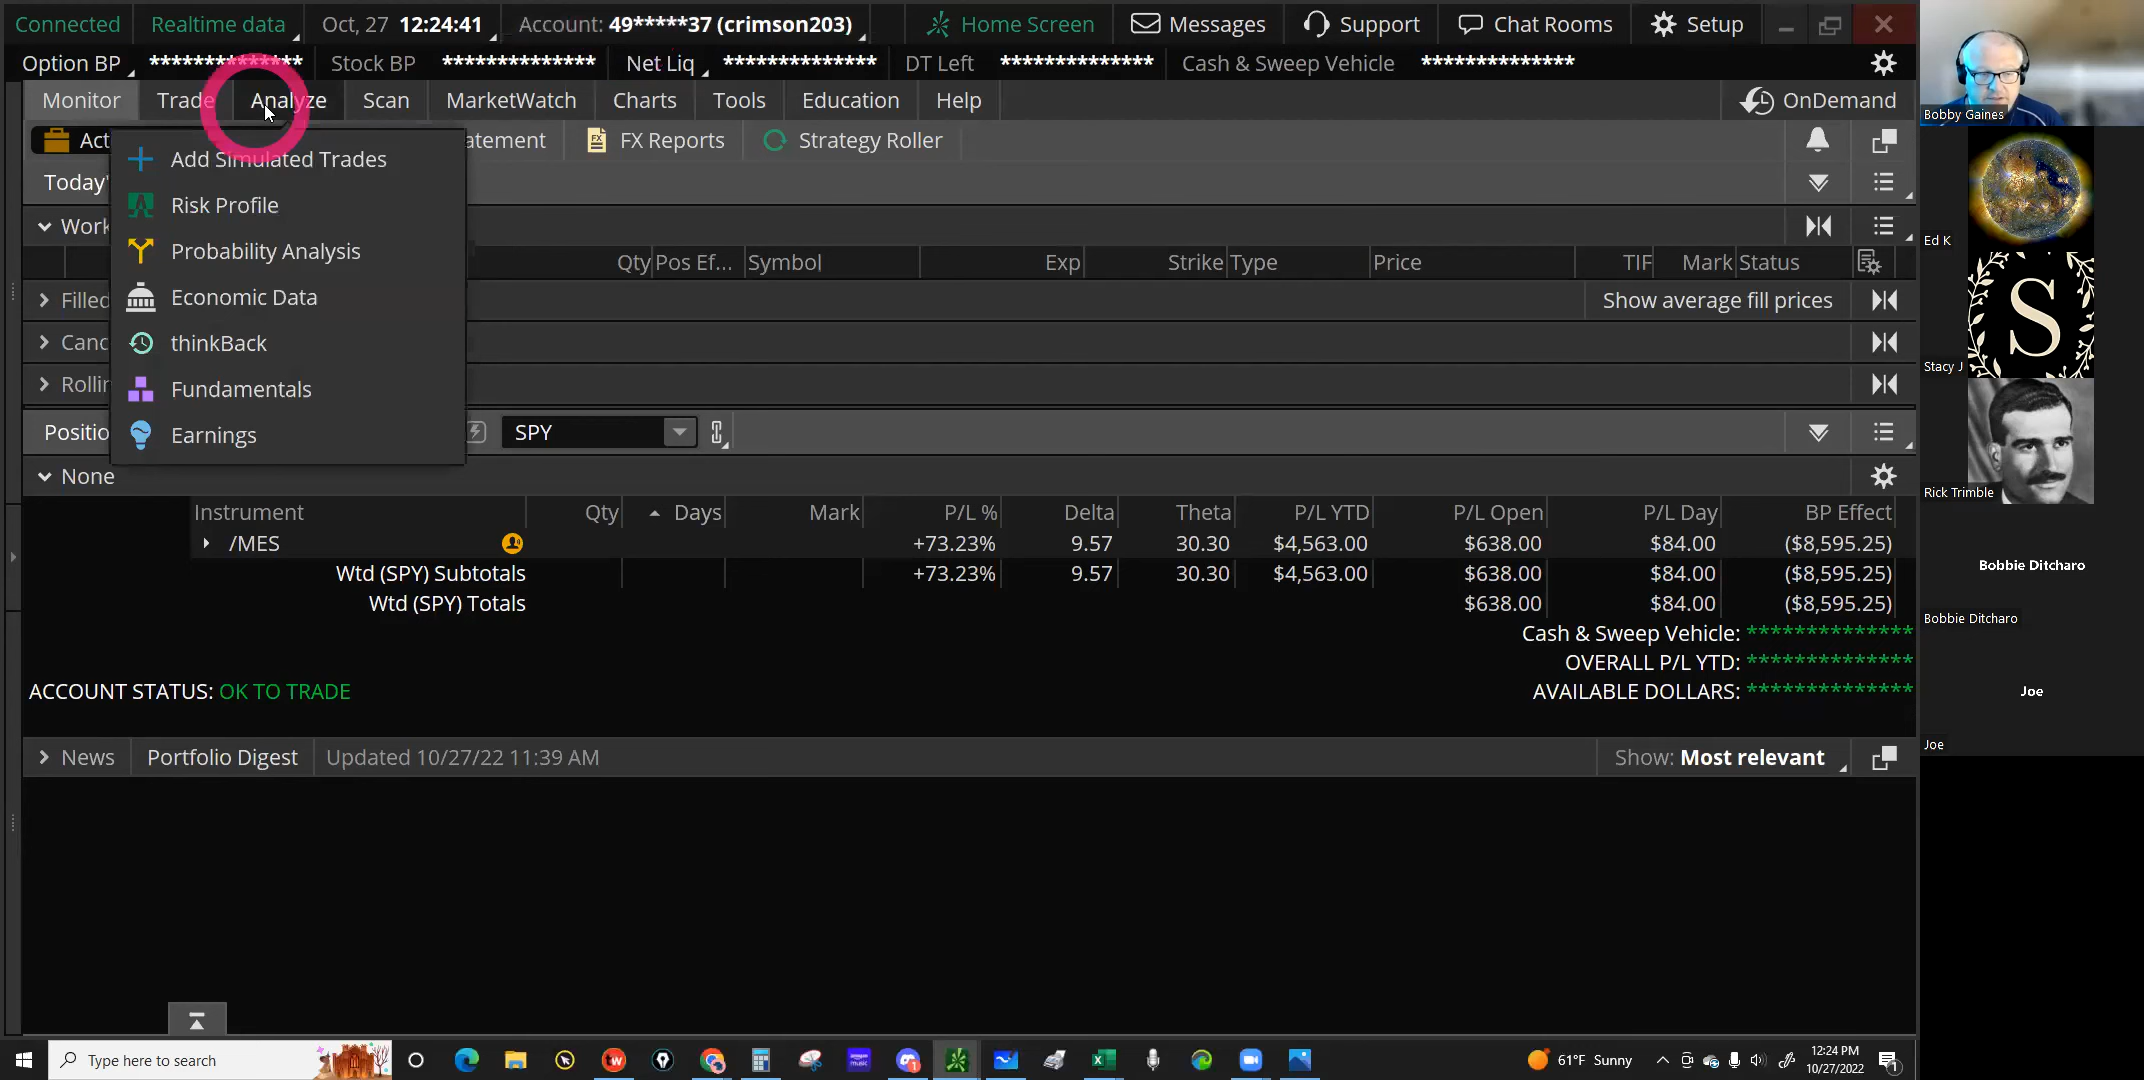 Connected Realtime data Oct, 27 12:24:41 Account: 49*****37 (crimson203) Home Screen Messages Support Chat Rooms Setup
Option BP ************** Stock BP ************** Net Liq ************** DT Left ************** Cash & Sweep Vehicle **************
Monitor Trade Analyze Scan MarketWatch Charts Tools Education Help OnDemand
Act atement FX Reports Strategy Roller
Add Simulated Trades
Today'
Risk Profile
Work
Probability Analysis
Qty Pos Ef... Symbol Exp Strike Type Price TIF Mark Status
Economic Data
Filled Show average fill prices
thinkBack
Canc
Rollin
Fundamentals
Positio SPY
Earnings
None
Instrument Qty Days Mark P/L % Delta Theta P/L YTD P/L Open P/L Day BP Effect
/MES +73.23% 9.57 30.30 $4,563.00 $638.00 $84.00 ($8,595.25)
Wtd (SPY) Subtotals +73.23% 9.57 30.30 $4,563.00 $638.00 $84.00 ($8,595.25)
Wtd (SPY) Totals $638.00 $84.00 ($8,595.25)
Cash & Sweep Vehicle: **************
OVERALL P/L YTD: **************
ACCOUNT STATUS: OK TO TRADE AVAILABLE DOLLARS: **************
News Portfolio Digest Updated 10/27/22 11:39 AM Show: Most relevant
Type here to search
61°F Sunny
12:24 PM
10/27/2022
Bobby Gaines
Ed K
S
Stacy J
Rick Trimble
Bobbie Ditcharo
Bobbie Ditcharo
Joe
Joe